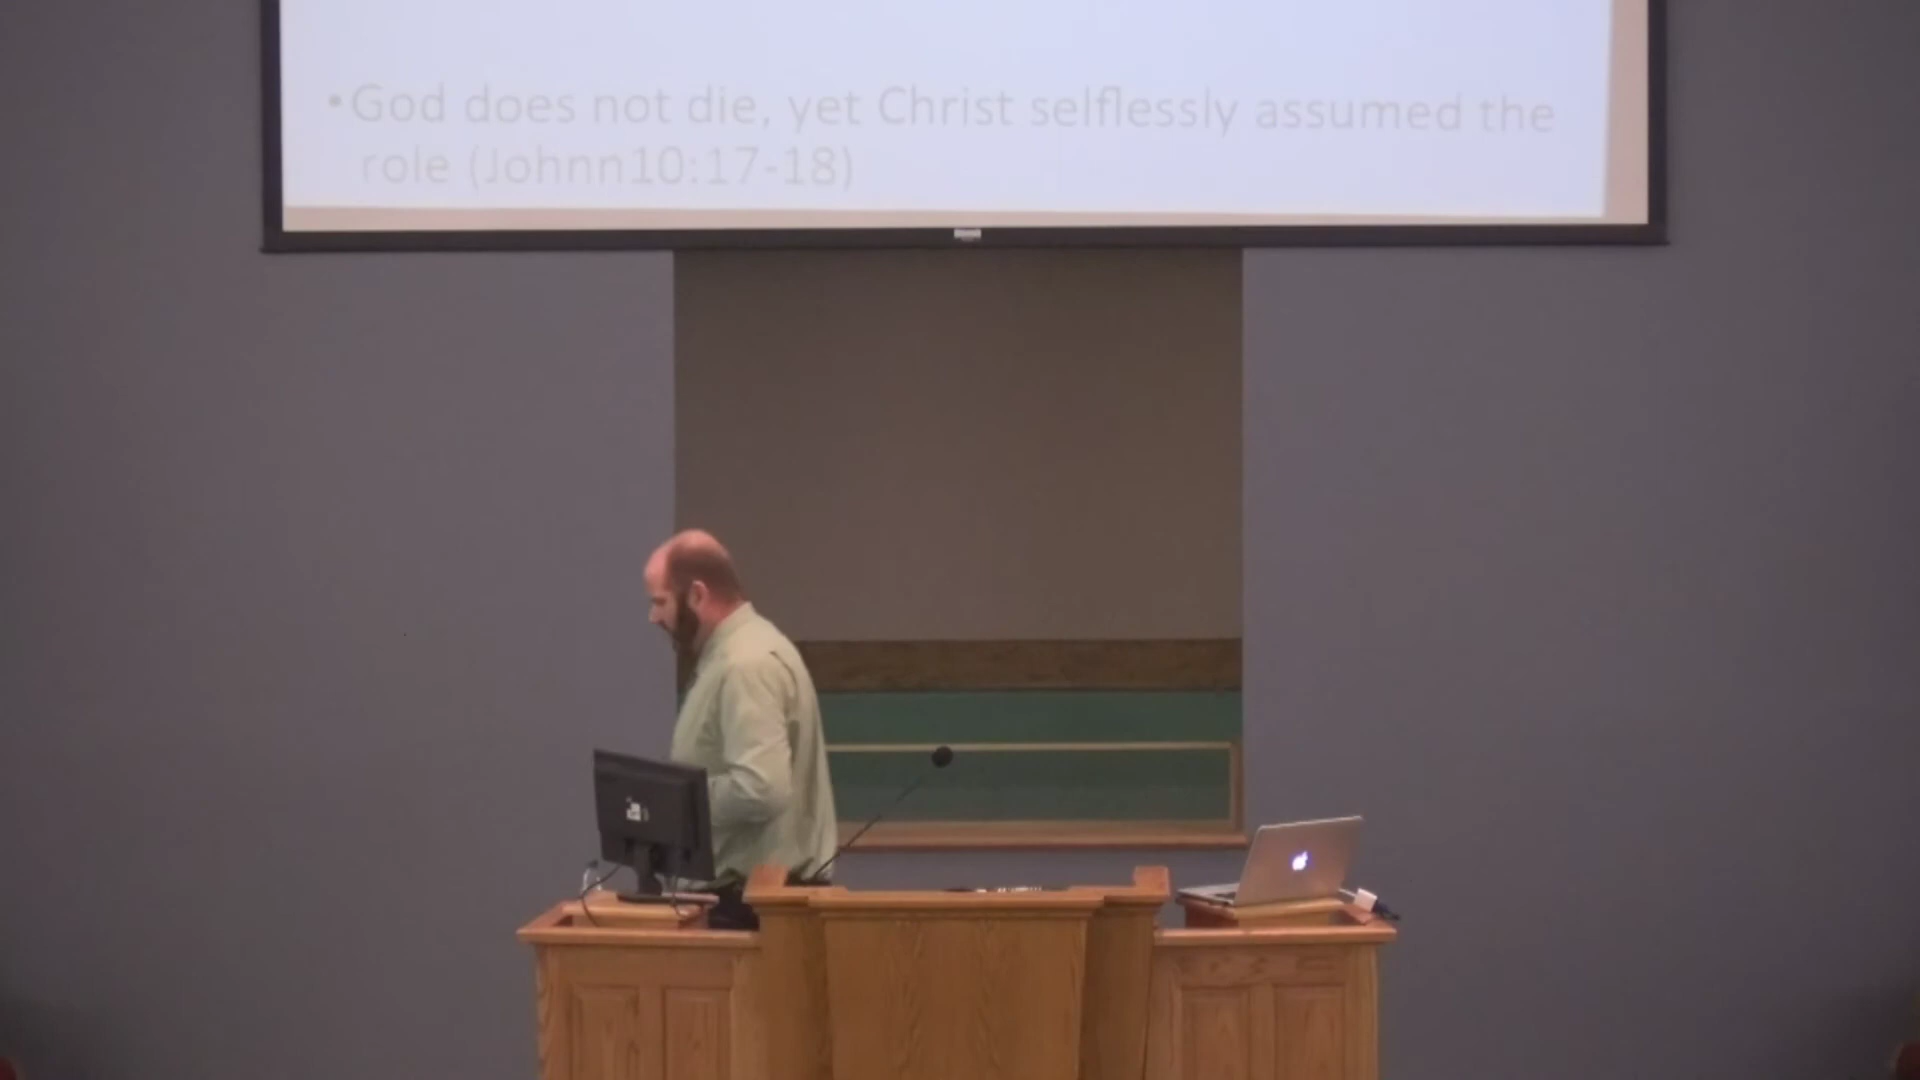 •God does not die, yet Christ selflessly assumed the
role (Johnn10:17-18)